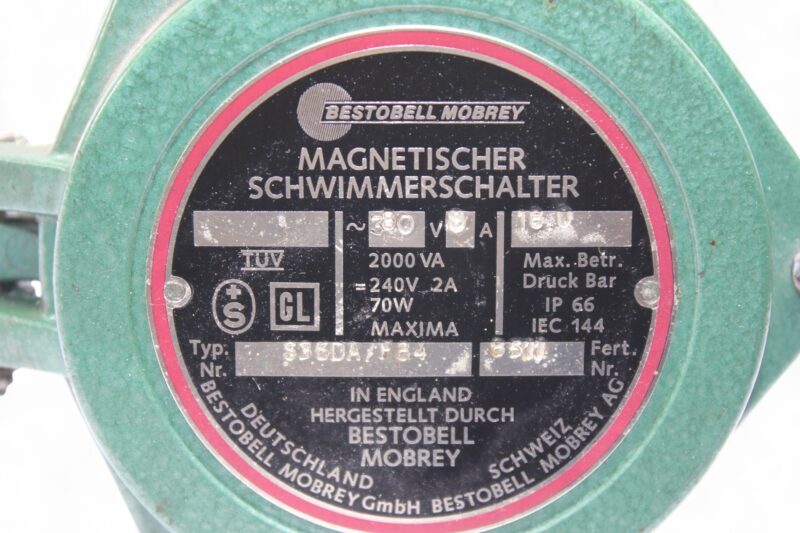 BESTOBELL MOBREY
MAGNETISCHER
SCHWIMMERSCHALTER
~ 380 V A
TÜV
2000 VA
= 240V 2A
70W
MAXIMA
Max. Betr.
Druck Bar
IP 66
IEC 144
+S
GL
Typ. Fert.
Nr. S36DA/F84 Nr.
IN ENGLAND
HERGESTELLT DURCH
BESTOBELL
MOBREY
DEUTSCHLAND
BESTOBELL MOBREY GmbH
SCHWEIZ
BESTOBELL MOBREY AG